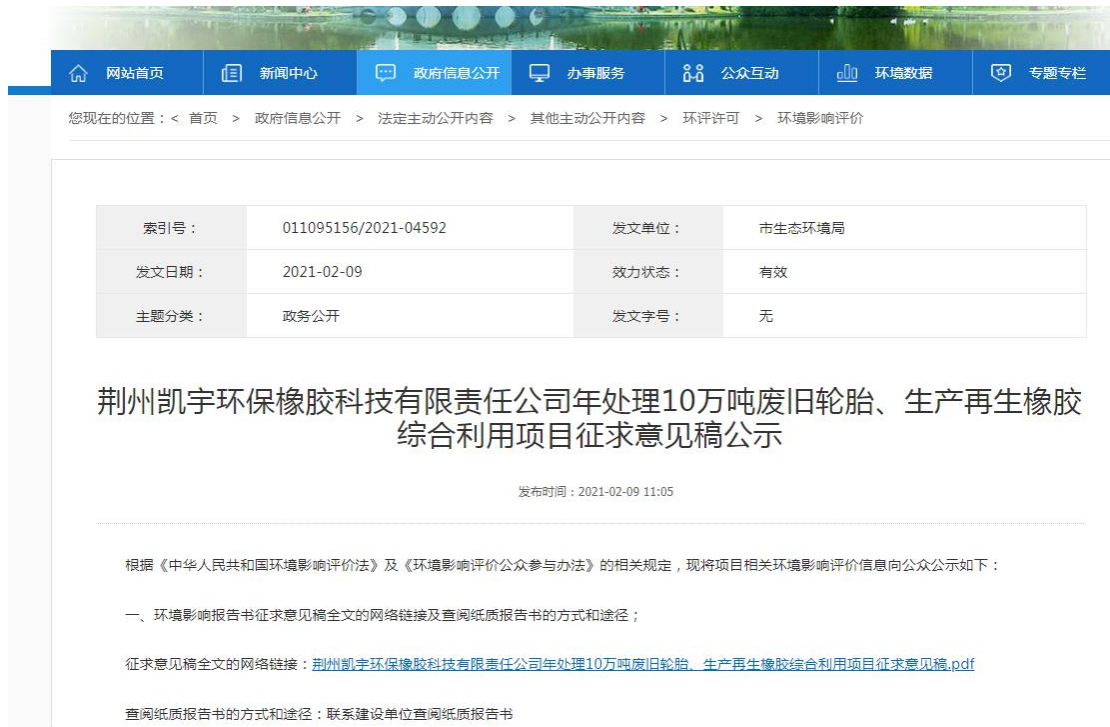 网站首页 新闻中心 政府信息公开 办事服务 公众互动 环境数据 专题专栏
您现在的位置：< 首页 > 政府信息公开 > 法定主动公开内容 > 其他主动公开内容 > 环评许可 > 环境影响评价
索引号： 011095156/2021-04592 发文单位： 市生态环境局
发文日期： 2021-02-09 效力状态： 有效
主题分类： 政务公开 发文字号： 无
荆州凯宇环保橡胶科技有限责任公司年处理10万吨废旧轮胎、生产再生橡胶
综合利用项目征求意见稿公示
发布时间：2021-02-09 11:05
根据《中华人民共和国环境影响评价法》及《环境影响评价公众参与办法》的相关规定，现将项目相关环境影响评价信息向公众公示如下：
一、环境影响报告书征求意见稿全文的网络链接及查阅纸质报告书的方式和途径；
征求意见稿全文的网络链接：荆州凯宇环保橡胶科技有限责任公司年处理10万吨废旧轮胎、生产再生橡胶综合利用项目征求意见稿.pdf
查阅纸质报告书的方式和途径：联系建设单位查阅纸质报告书